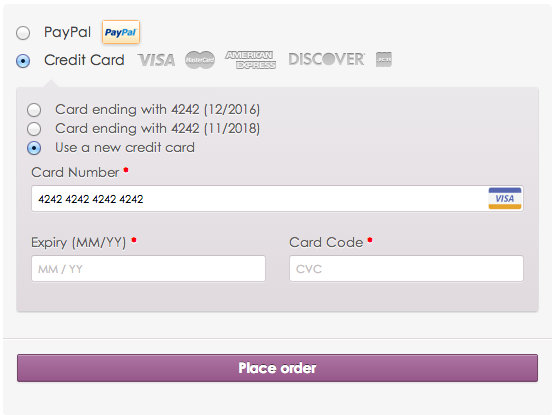 PayPal PayPal
Credit Card VISA MasterCard AMERICAN EXPRESS DISCOVER JCB
Card ending with 4242 (12/2016)
Card ending with 4242 (11/2018)
Use a new credit card
Card Number *
4242 4242 4242 4242 VISA
Expiry (MM/YY) * Card Code *
MM / YY CVC
Place order